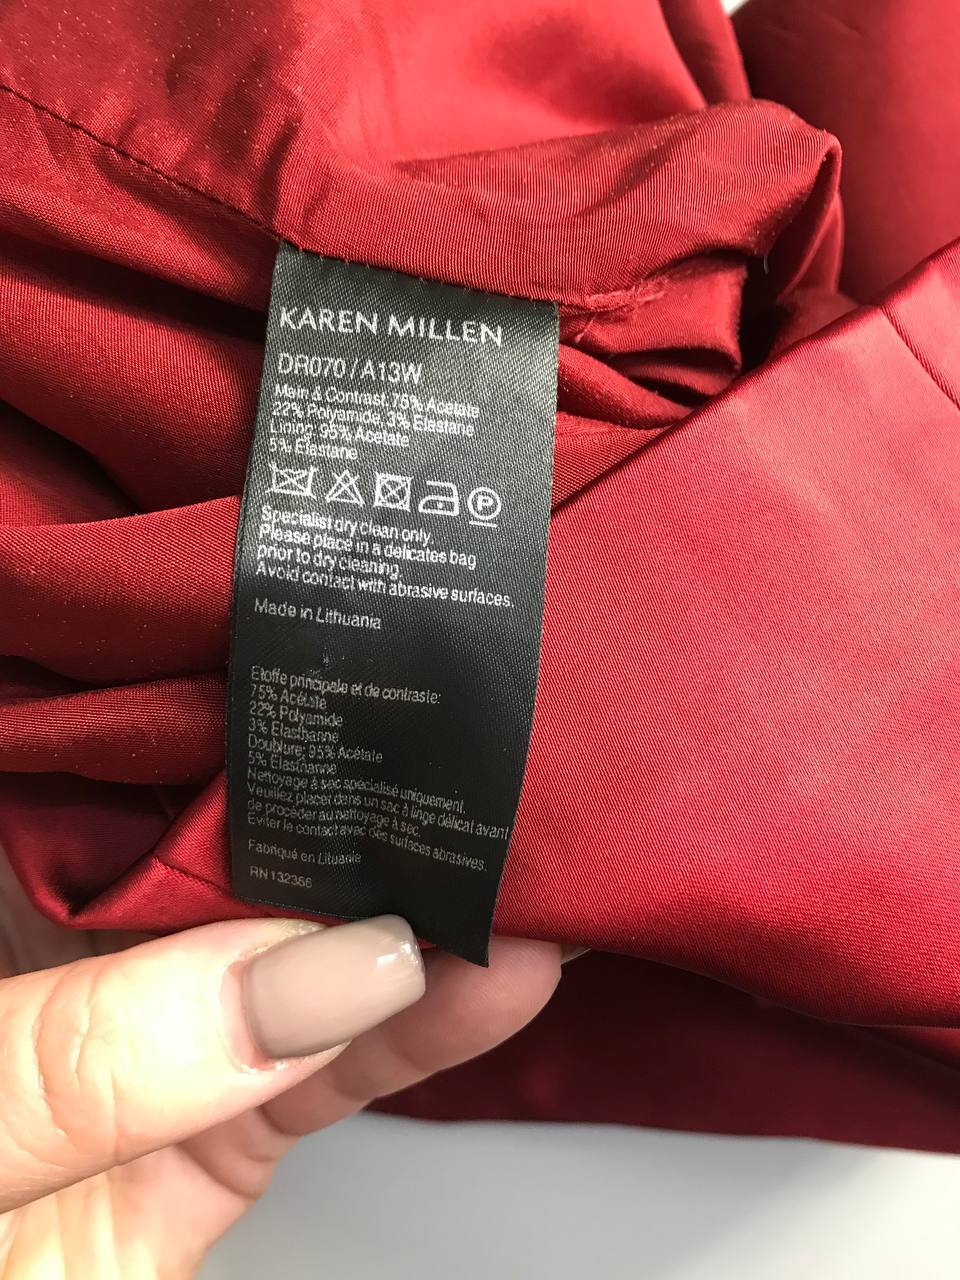 KAREN MILLEN
DR070 / A13W
Main & Contrast, 75% Acetate
22% Polyamide, 3% Elastane
Lining; 95% Acetate
5% Elastane
P
Specialist dry clean only.
Please place in a delicates bag
prior to dry cleaning.
Avoid contact with abrasive surfaces.
Made in Lithuania
Etoffe principale et de contraste:
75% Acétate
22% Polyamide
3% Elasthanne
Doublure; 95% Acétate
5% Elasthanne
Nettoyage à sec spécialisé uniquement.
Veuillez placer dans un sac à linge délicat avant
de procéder au nettoyage à sec.
Eviter le contact avec des surfaces abrasives.
Fabriqué en Lituanie
RN 132366